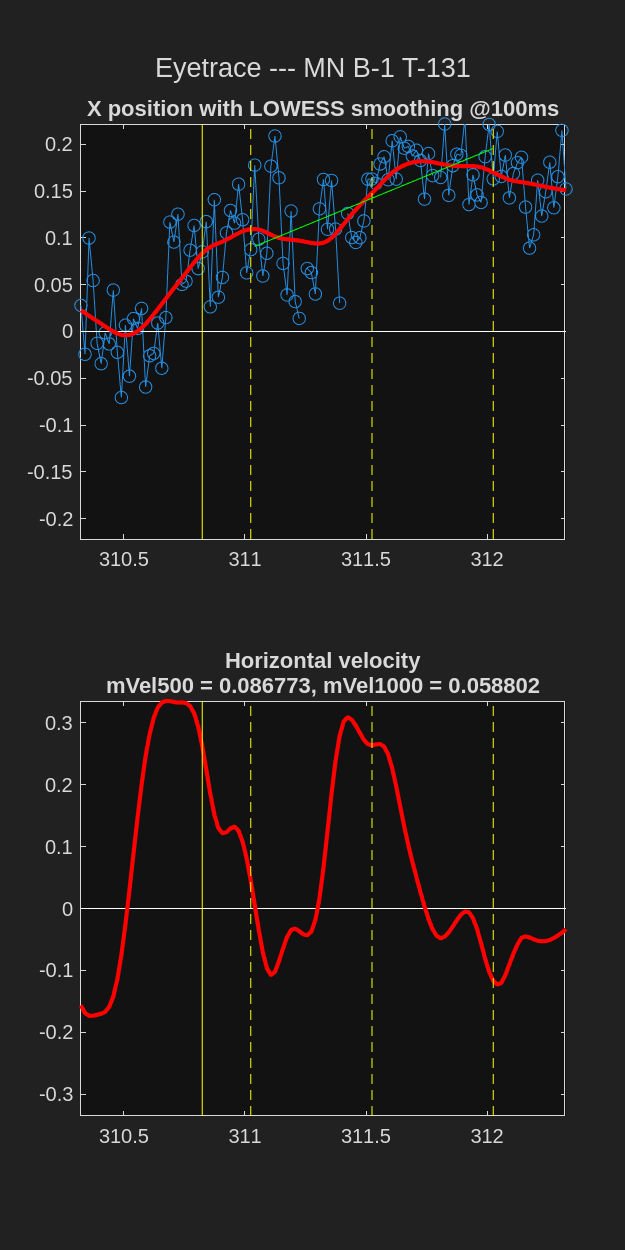 Eyetrace --- MN B-1 T-131
X position with LOWESS smoothing @100ms
0.2
0.15
0.1
0.05
0
-0.05
-0.1
-0.15
-0.2
310.5 311 311.5 312
Horizontal velocity
mVel500 = 0.086773, mVel1000 = 0.058802
0.3
0.2
0.1
0
-0.1
-0.2
-0.3
310.5 311 311.5 312